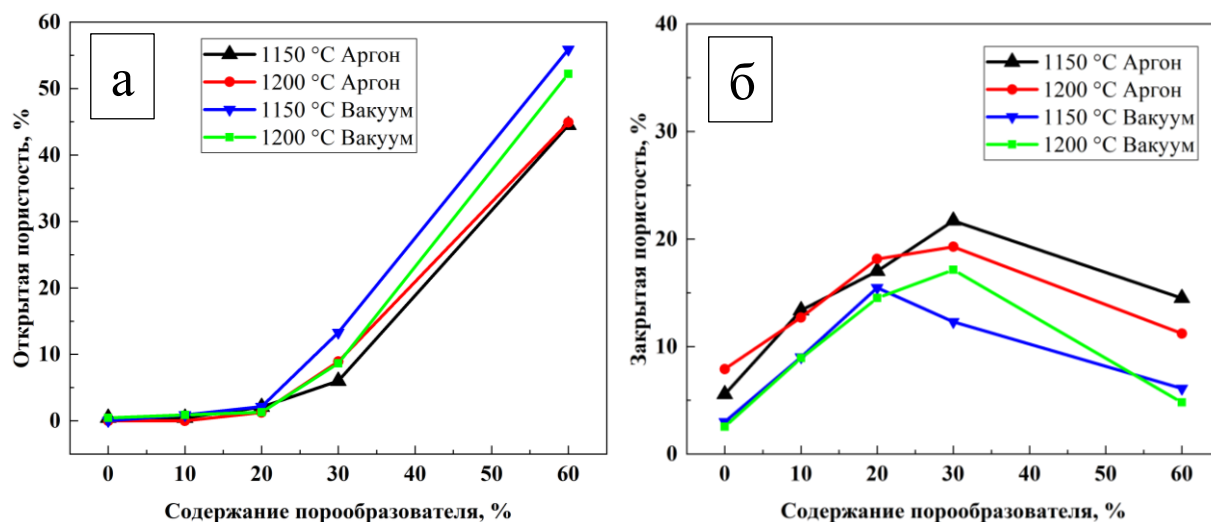 а
1150 °C Аргон
1200 °C Аргон
1150 °C Вакуум
1200 °C Вакуум
Открытая пористость, %
60
50
40
30
20
10
0
0 10 20 30 40 50 60
Содержание порообразователя, %
б
1150 °C Аргон
1200 °C Аргон
1150 °C Вакуум
1200 °C Вакуум
Закрытая пористость, %
40
30
20
10
0
0 10 20 30 40 50 60
Содержание порообразователя, %